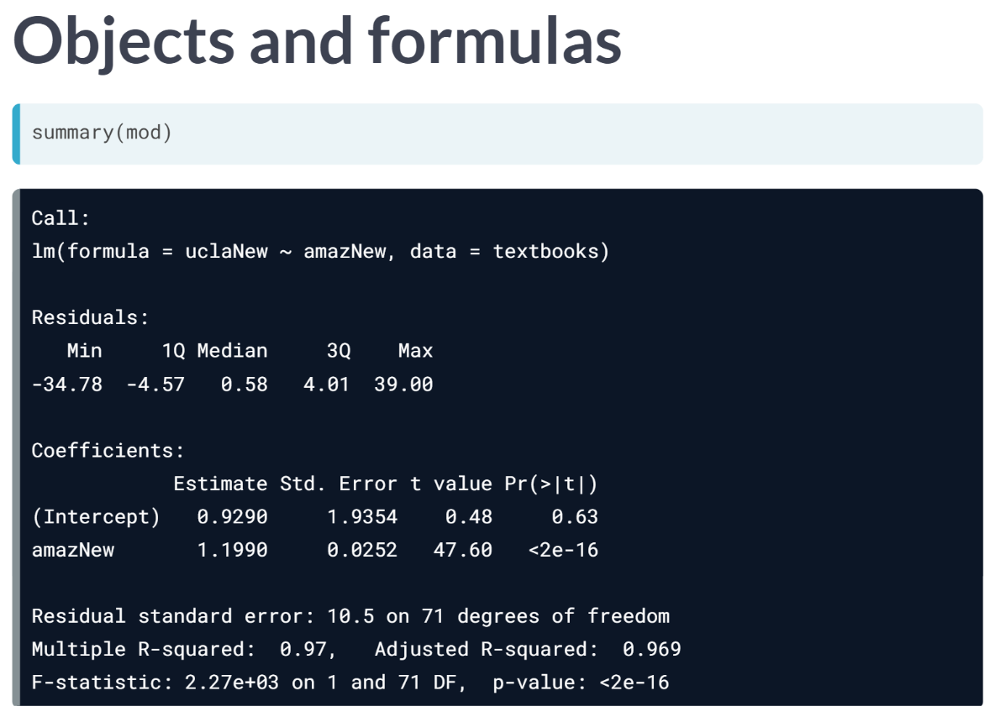 Objects and formulas
summary(mod)
Call:
lm(formula = uclaNew ~ amazNew, data = textbooks)
Residuals:
   Min     1Q Median     3Q    Max
-34.78  -4.57   0.58   4.01  39.00
Coefficients:
            Estimate Std. Error t value Pr(>|t|)
(Intercept)   0.9290     1.9354    0.48     0.63
amazNew       1.1990     0.0252   47.60   <2e-16
Residual standard error: 10.5 on 71 degrees of freedom
Multiple R-squared:  0.97,   Adjusted R-squared:  0.969
F-statistic: 2.27e+03 on 1 and 71 DF,  p-value: <2e-16